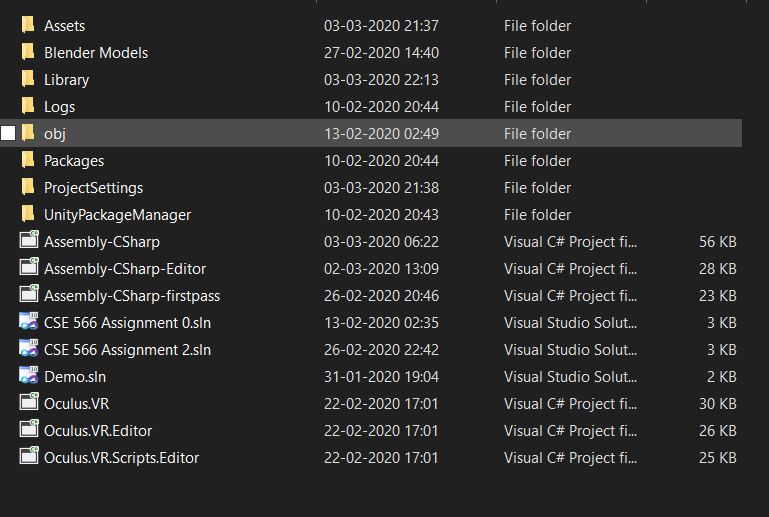 Assets 03-03-2020 21:37 File folder
Blender Models 27-02-2020 14:40 File folder
Library 03-03-2020 22:13 File folder
Logs 10-02-2020 20:44 File folder
obj 13-02-2020 02:49 File folder
Packages 10-02-2020 20:44 File folder
ProjectSettings 03-03-2020 21:38 File folder
UnityPackageManager 10-02-2020 20:43 File folder
Assembly-CSharp 03-03-2020 06:22 Visual C# Project fi... 56 KB
Assembly-CSharp-Editor 02-03-2020 13:09 Visual C# Project fi... 28 KB
Assembly-CSharp-firstpass 26-02-2020 20:46 Visual C# Project fi... 23 KB
CSE 566 Assignment 0.sln 13-02-2020 02:35 Visual Studio Solut... 3 KB
CSE 566 Assignment 2.sln 26-02-2020 22:42 Visual Studio Solut... 3 KB
Demo.sln 31-01-2020 19:04 Visual Studio Solut... 2 KB
Oculus.VR 22-02-2020 17:01 Visual C# Project fi... 30 KB
Oculus.VR.Editor 22-02-2020 17:01 Visual C# Project fi... 26 KB
Oculus.VR.Scripts.Editor 22-02-2020 17:01 Visual C# Project fi... 25 KB